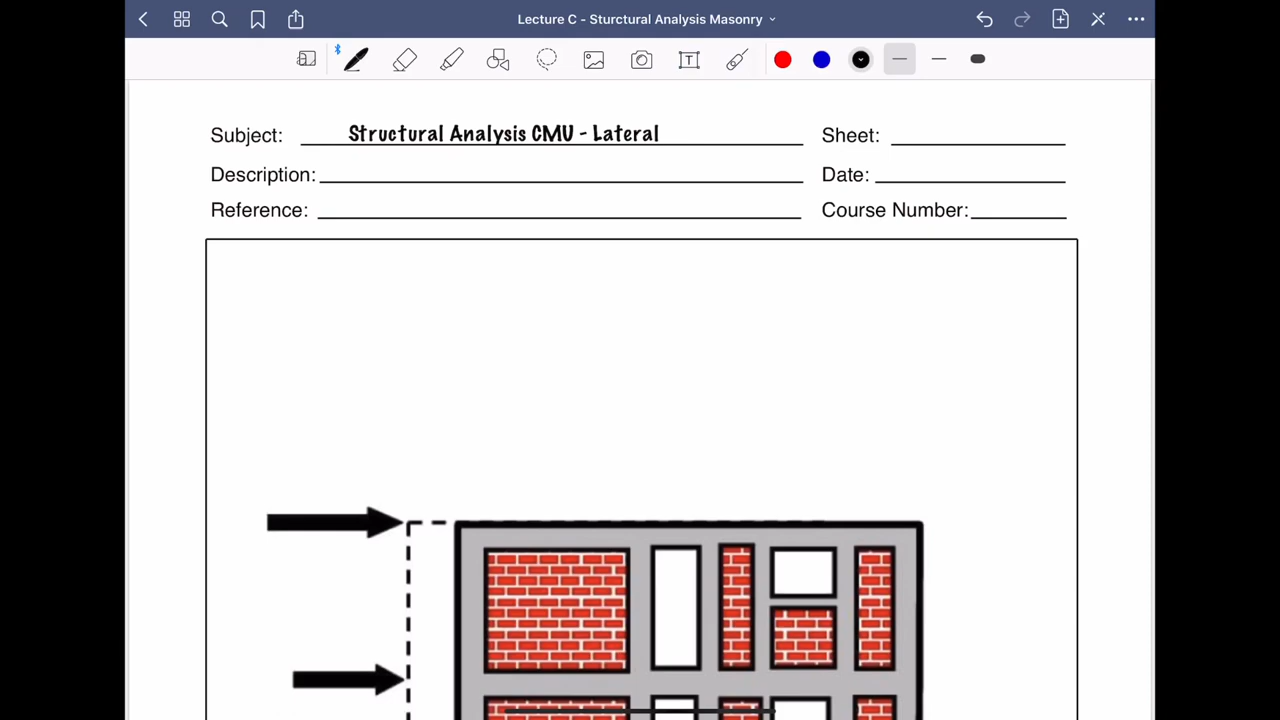 Lecture C - Sturctural Analysis Masonry
T
Subject: Structural Analysis CMU - Lateral Sheet:
Description: Date:
Reference: Course Number: